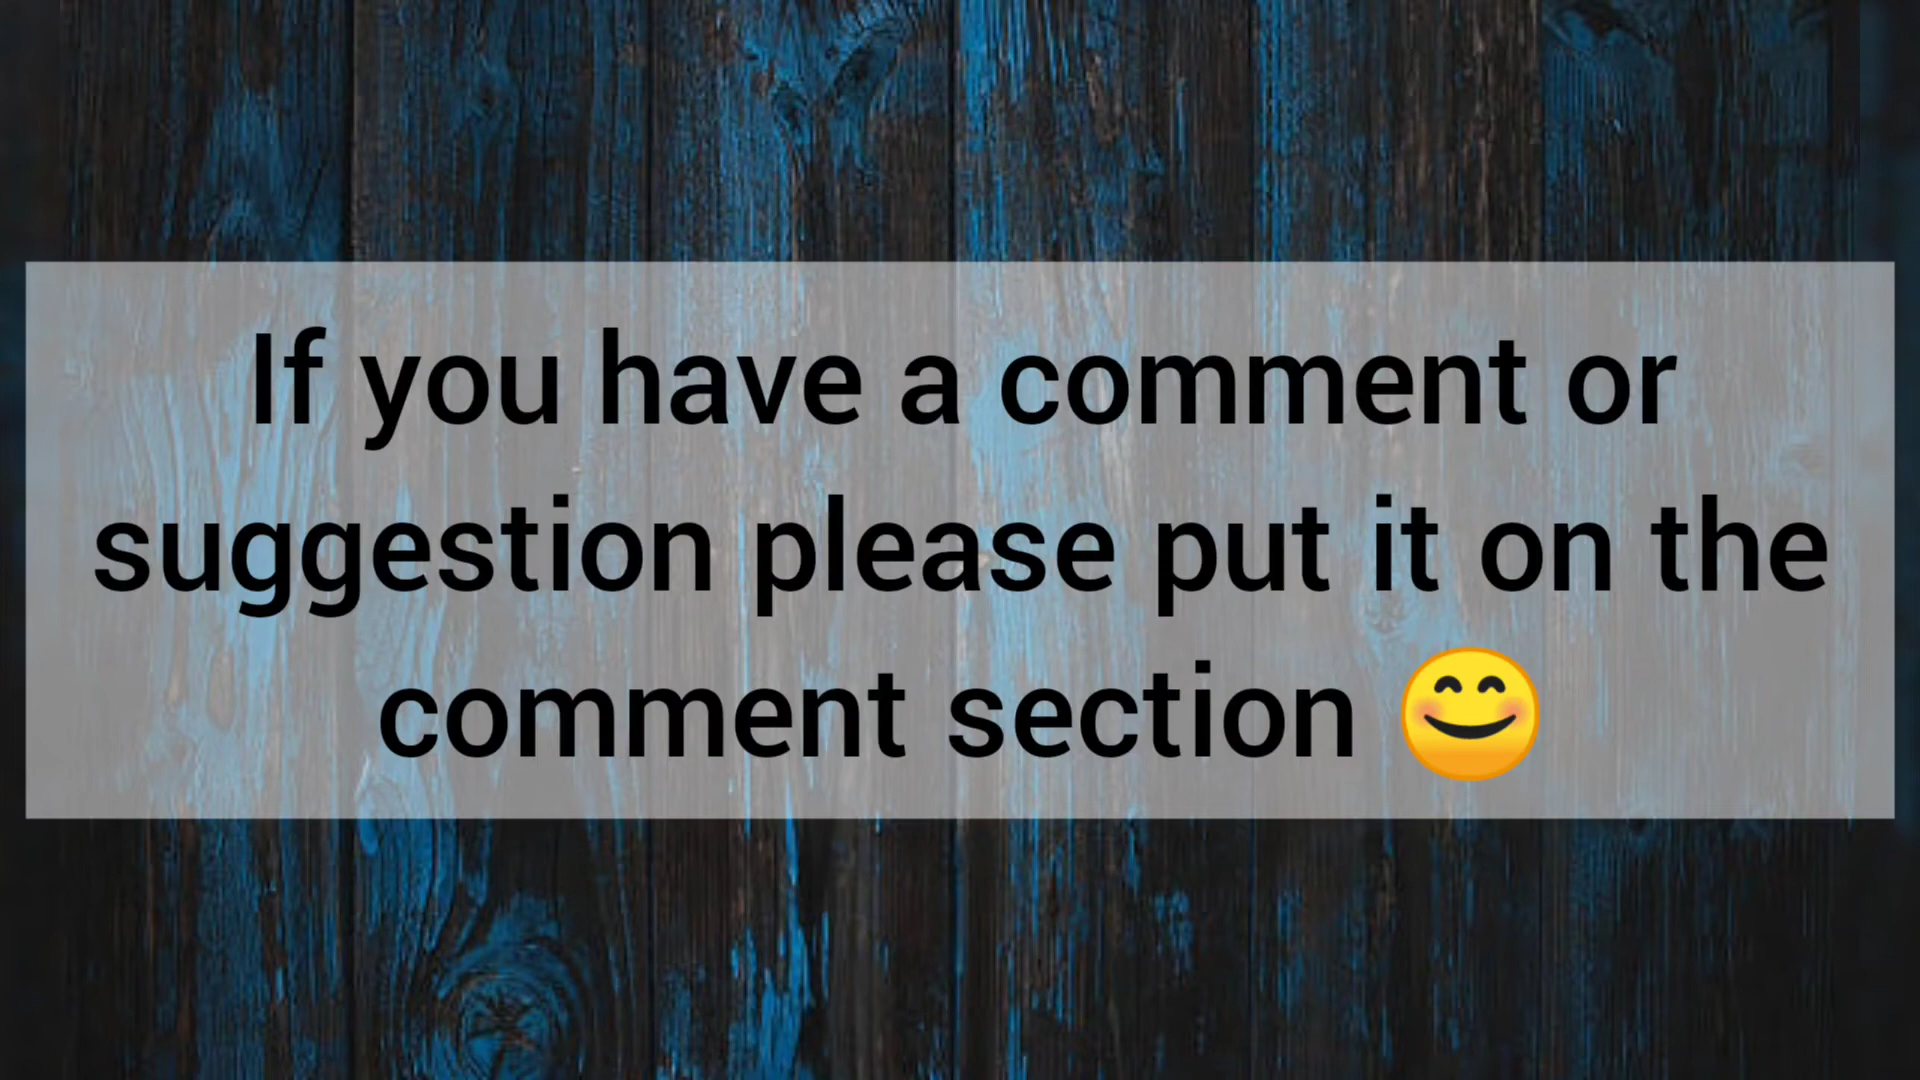 If you have a comment or
suggestion please put it on the
comment section 😊